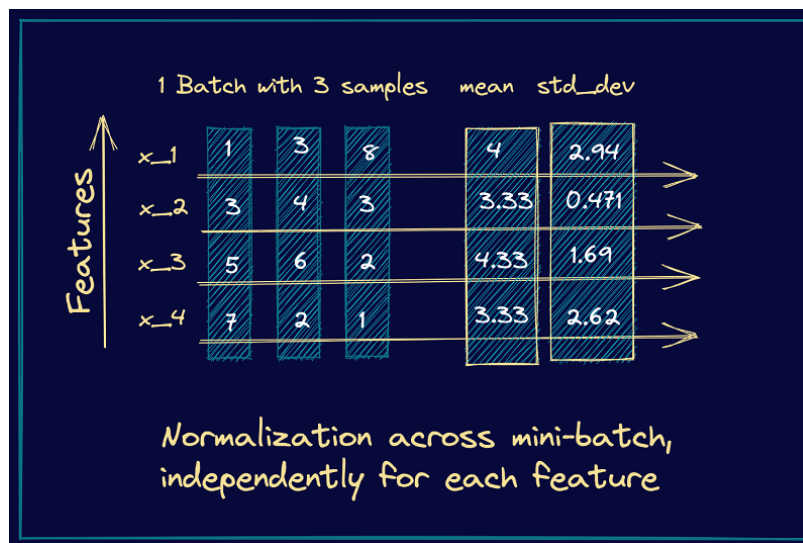 1 Batch with 3 samples mean std_dev
Features
x_1 1 3 8 4 2.94
x_2 3 4 3 3.33 0.471
x_3 5 6 2 4.33 1.69
x_4 7 2 1 3.33 2.62
Normalization across mini-batch,
independently for each feature